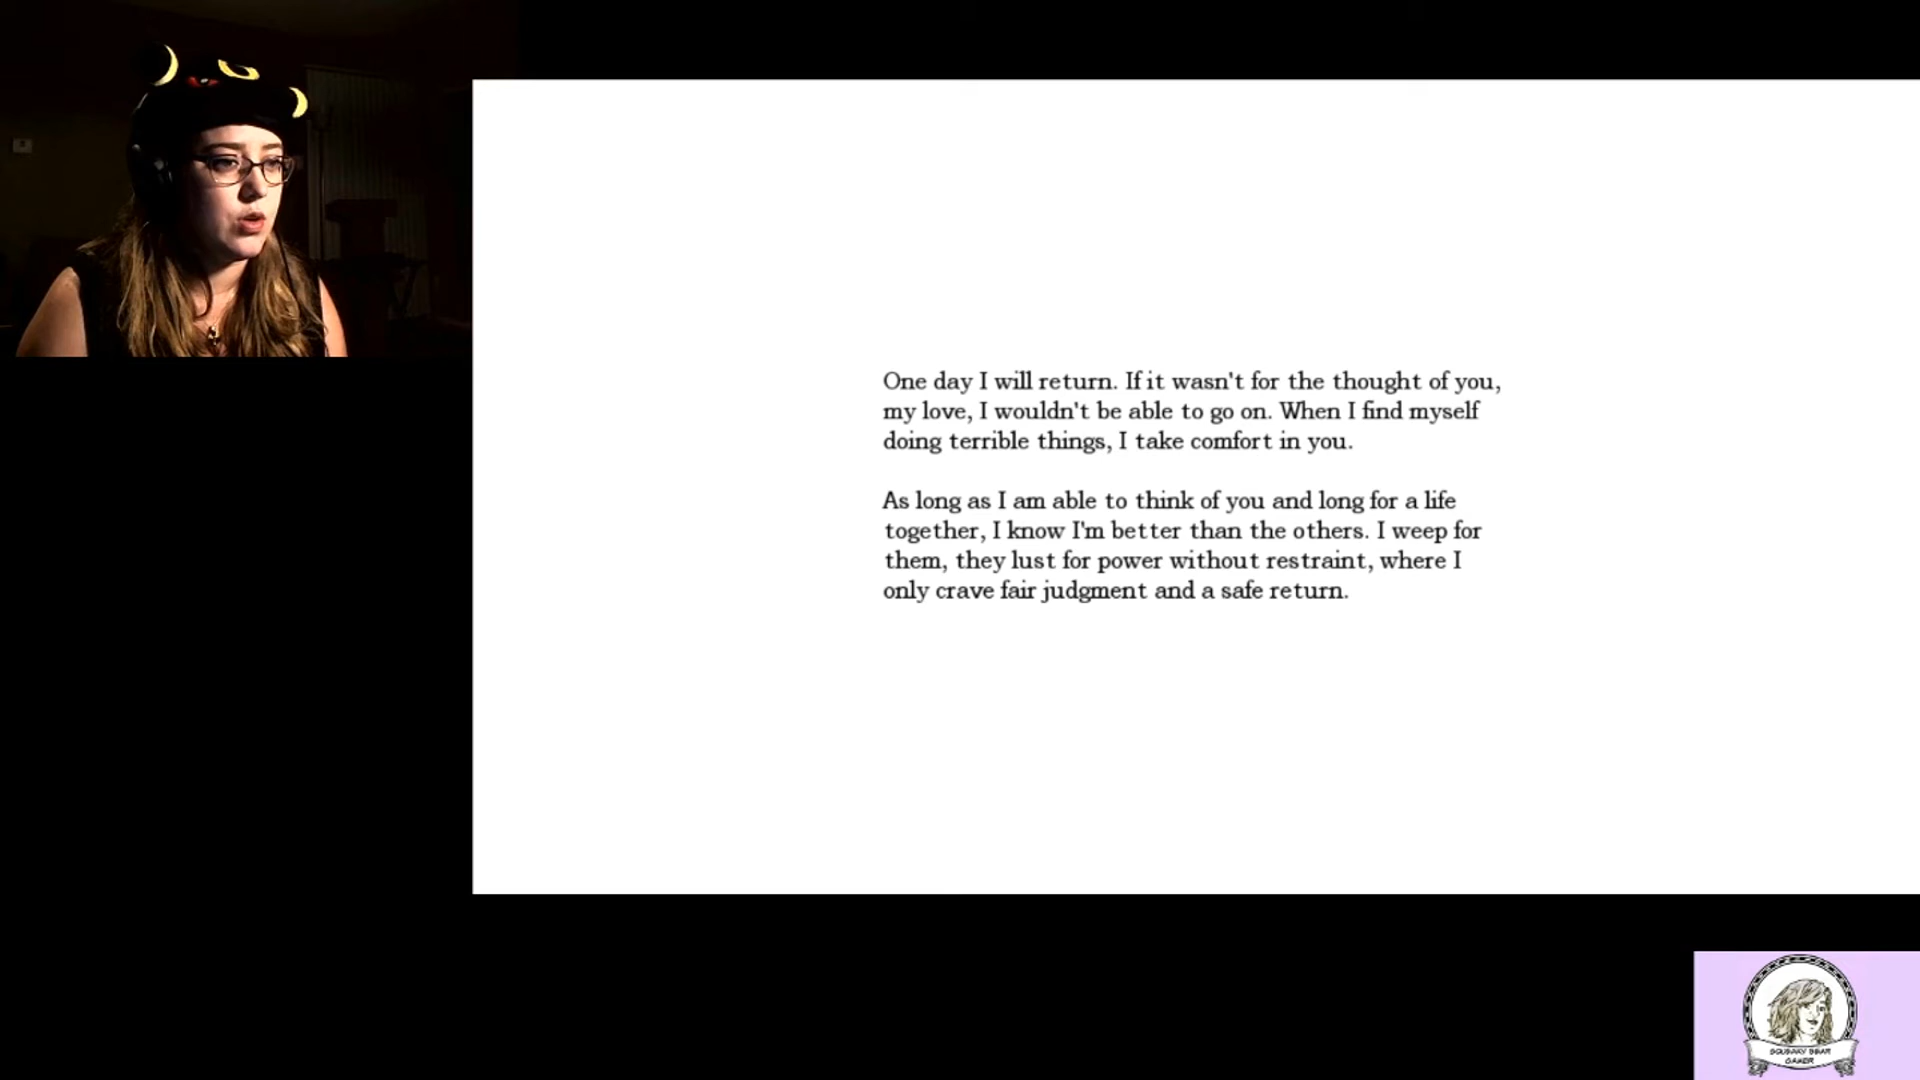 One day I will return. If it wasn't for the thought of you,
my love, I wouldn't be able to go on. When I find myself
doing terrible things, I take comfort in you.
As long as I am able to think of you and long for a life
together, I know I'm better than the others. I weep for
them, they lust for power without restraint, where I
only crave fair judgment and a safe return.
SQUEAKY BEAR
GAMER